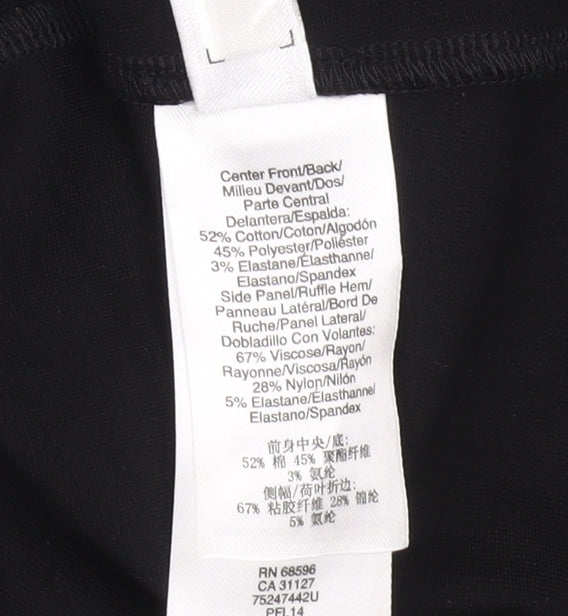 Center Front/Back/
Milieu Devant/Dos/
Parte Central
Delantera/Espalda:
52% Cotton/Coton/Algodón
45% Polyester/Poliéster
3% Elastane/Élasthanne/
Elastano/Spandex
Side Panel/Ruffle Hem/
Panneau Latéral/Bord De
Ruche/Panel Lateral/
Dobladillo Con Volantes:
67% Viscose/Rayon/
Rayonne/Viscosa/Rayón
28% Nylon/Nilón
5% Elastane/Élasthanne/
Elastano/Spandex
前身中央/底:
52% 棉 45% 聚酯纤维
3% 氨纶
侧幅/荷叶折边:
67% 粘胶纤维 28% 锦纶
5% 氨纶
RN 68596
CA 31127
75247442U
PFL14